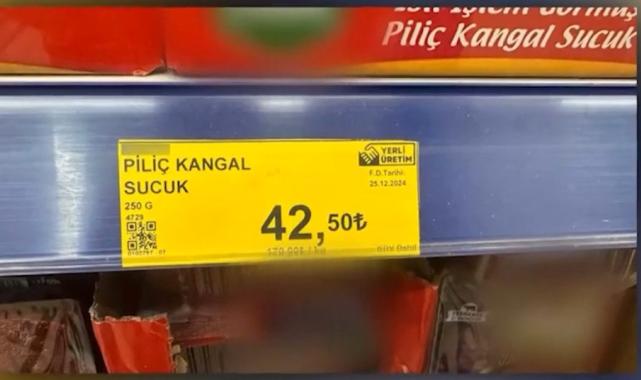 Piliç Kangal Sucuk
PİLİÇ KANGAL
SUCUK
250 G
4729
YERLİ
ÜRETİM
F.D.Tarihi:
25.12.2024
42,50₺